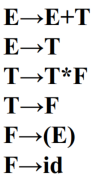 E→E+T
E→T
T→T*F
T→F
F→(E)
F→id